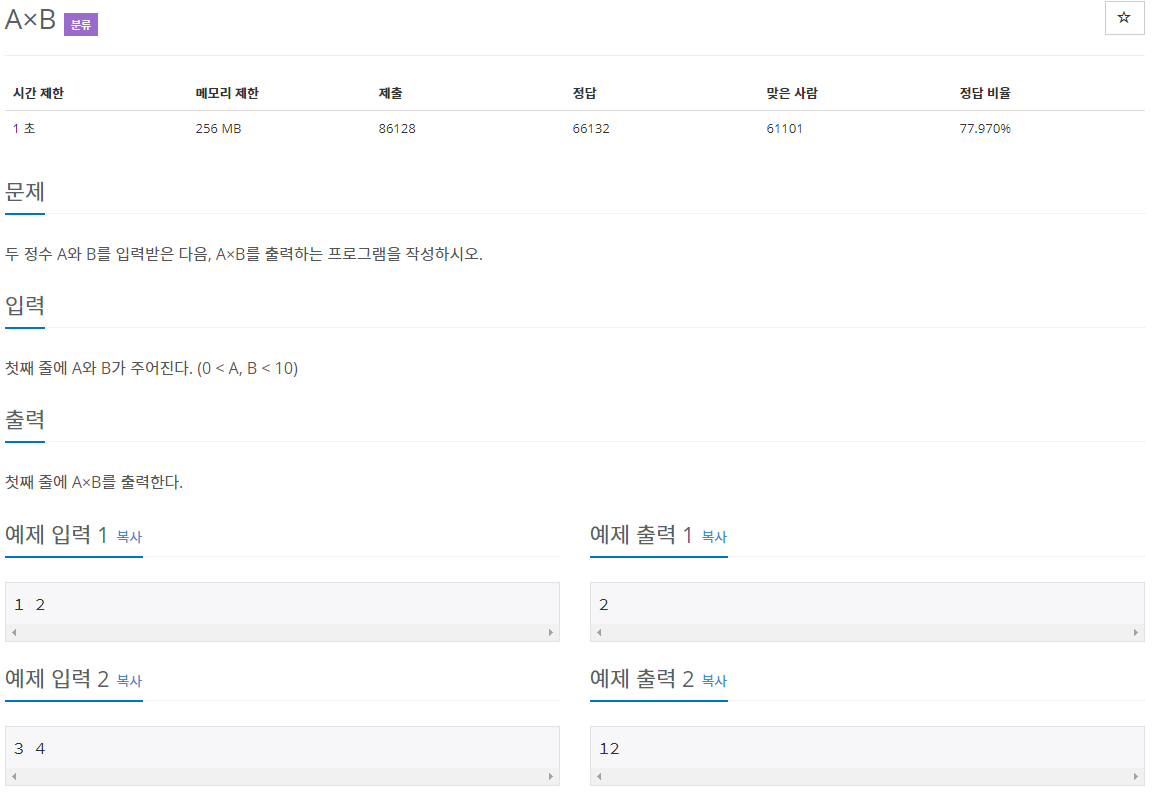 A×B 분류
☆
시간 제한 메모리 제한 제출 정답 맞은 사람 정답 비율
1 초 256 MB 86128 66132 61101 77.970%
문제
두 정수 A와 B를 입력받은 다음, A×B를 출력하는 프로그램을 작성하시오.
입력
첫째 줄에 A와 B가 주어진다. (0 < A, B < 10)
출력
첫째 줄에 A×B를 출력한다.
예제 입력 1 복사
1 2
예제 출력 1 복사
2
예제 입력 2 복사
3 4
예제 출력 2 복사
12